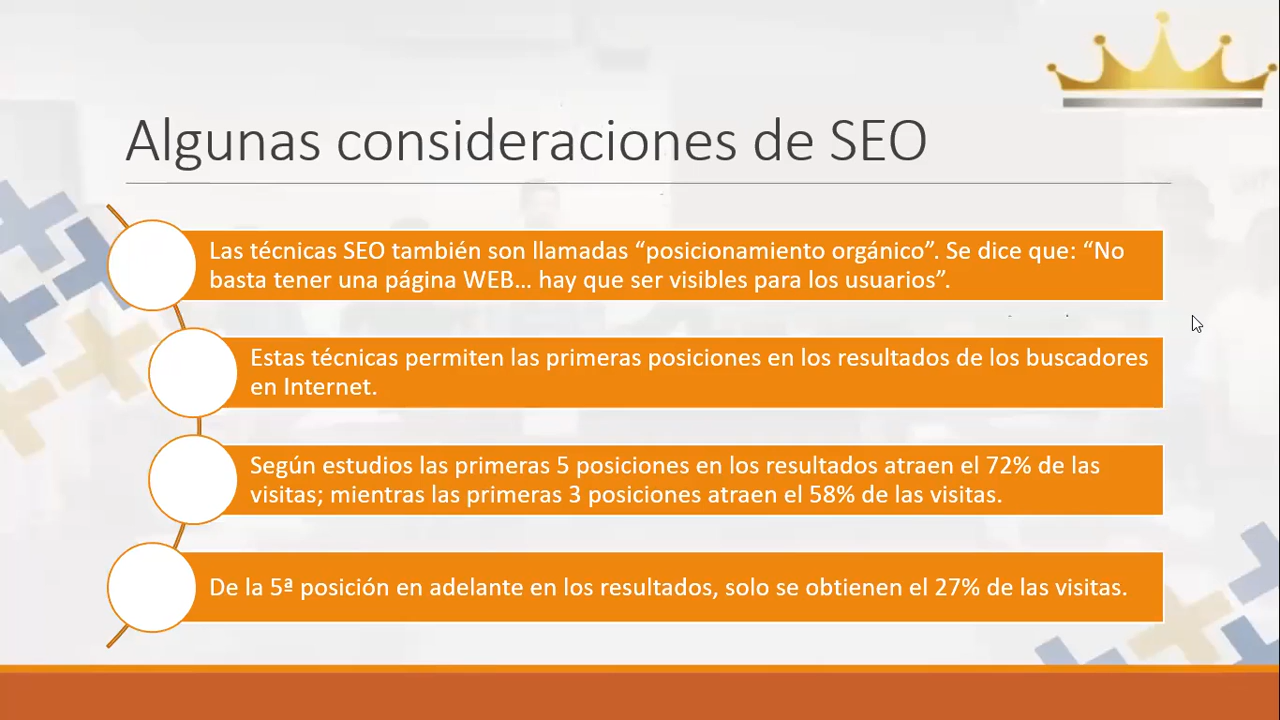 Algunas consideraciones de SEO
Las técnicas SEO también son llamadas “posicionamiento orgánico”. Se dice que: “No
basta tener una página WEB… hay que ser visibles para los usuarios”.
Estas técnicas permiten las primeras posiciones en los resultados de los buscadores
en Internet.
Según estudios las primeras 5 posiciones en los resultados atraen el 72% de las
visitas; mientras las primeras 3 posiciones atraen el 58% de las visitas.
De la 5ª posición en adelante en los resultados, solo se obtienen el 27% de las visitas.